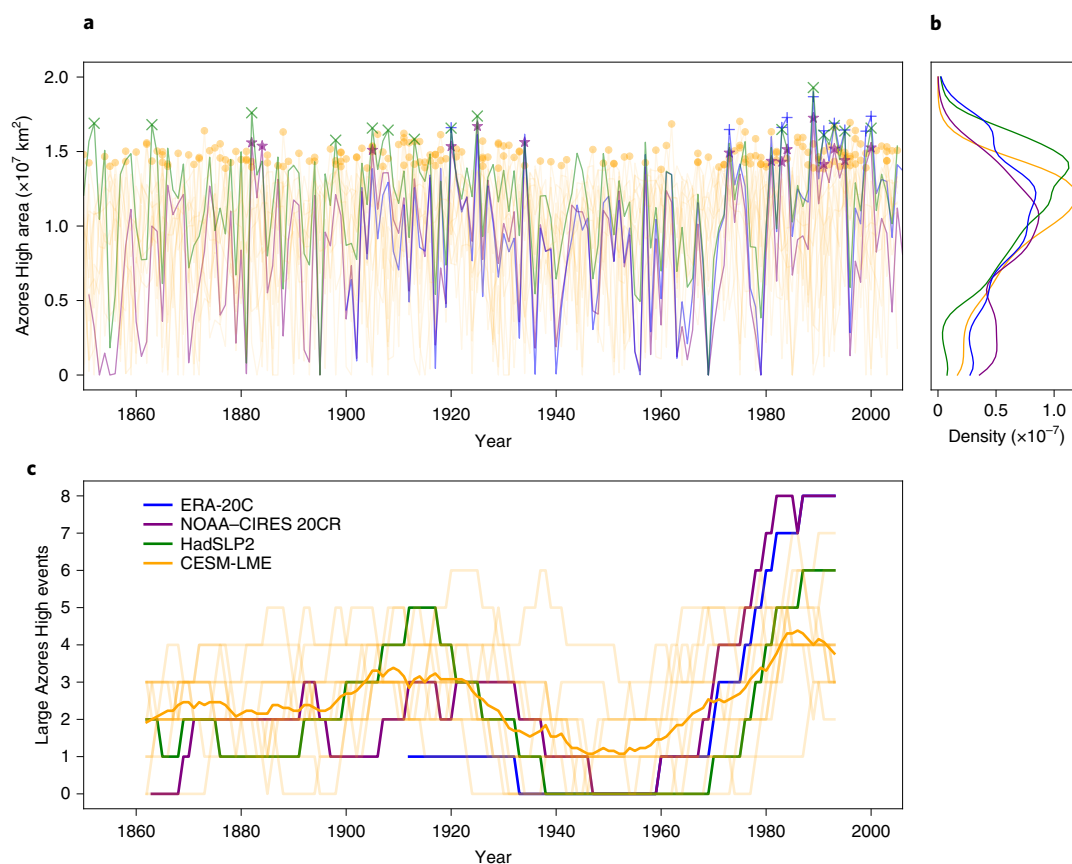 a
b
Azores High area (×10⁷ km²)
2.0
1.5
1.0
0.5
0
1860 1880 1900 1920 1940 1960 1980 2000
Year
0 0.5 1.0
Density (×10⁻⁷)
c
Large Azores High events
8
7
6
5
4
3
2
1
0
ERA-20C
NOAA–CIRES 20CR
HadSLP2
CESM-LME
1860 1880 1900 1920 1940 1960 1980 2000
Year